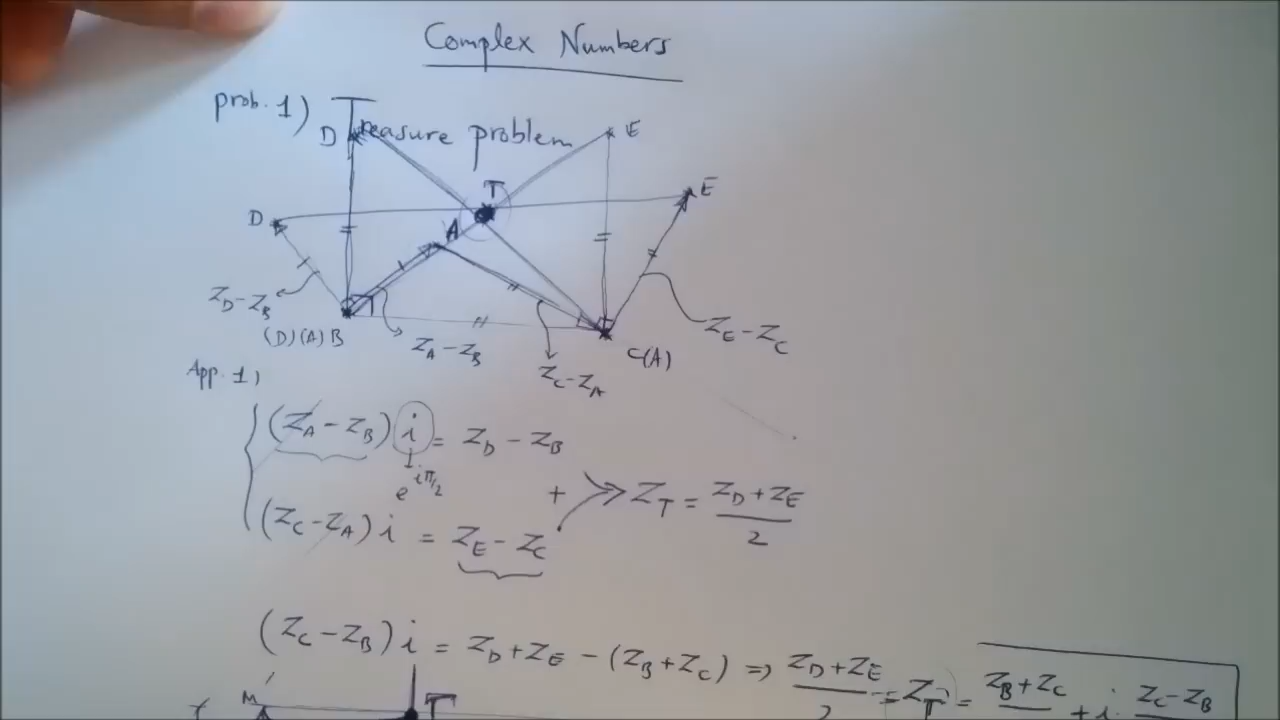 Complex Numbers
prob. 1) Treasure problem
D
E
T
E
D
A
Z_D - Z_B
(D)(A) B
Z_A - Z_B
Z_C - Z_A
C(A)
Z_E - Z_C
App. 1)
(Z_A - Z_B) i = Z_D - Z_B
e^{iπ/2}
+ ⇒ Z_T = (Z_D + Z_E)/2
(Z_C - Z_A) i = Z_E - Z_C
(Z_C - Z_B) i = Z_D + Z_E - (Z_B + Z_C) ⇒ (Z_D + Z_E)/2 = Z_T = Z_B + Z_C + i. Z_C - Z_B
M' T